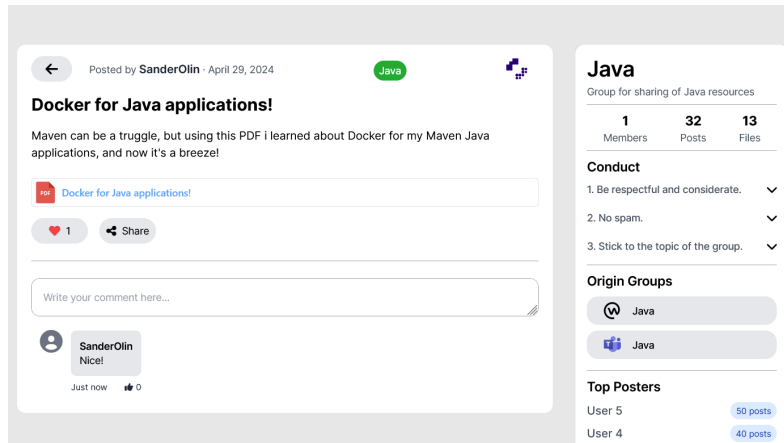 Posted by SanderOlin · April 29, 2024
Java
Docker for Java applications!
Maven can be a truggle, but using this PDF i learned about Docker for my Maven Java
applications, and now it's a breeze!
PDF Docker for Java applications!
1
Share
Write your comment here...
SanderOlin
Nice!
Just now
0
Java
Group for sharing of Java resources
1 32 13
Members Posts Files
Conduct
1. Be respectful and considerate.
2. No spam.
3. Stick to the topic of the group.
Origin Groups
Java
Java
Top Posters
User 5 50 posts
User 4 40 posts